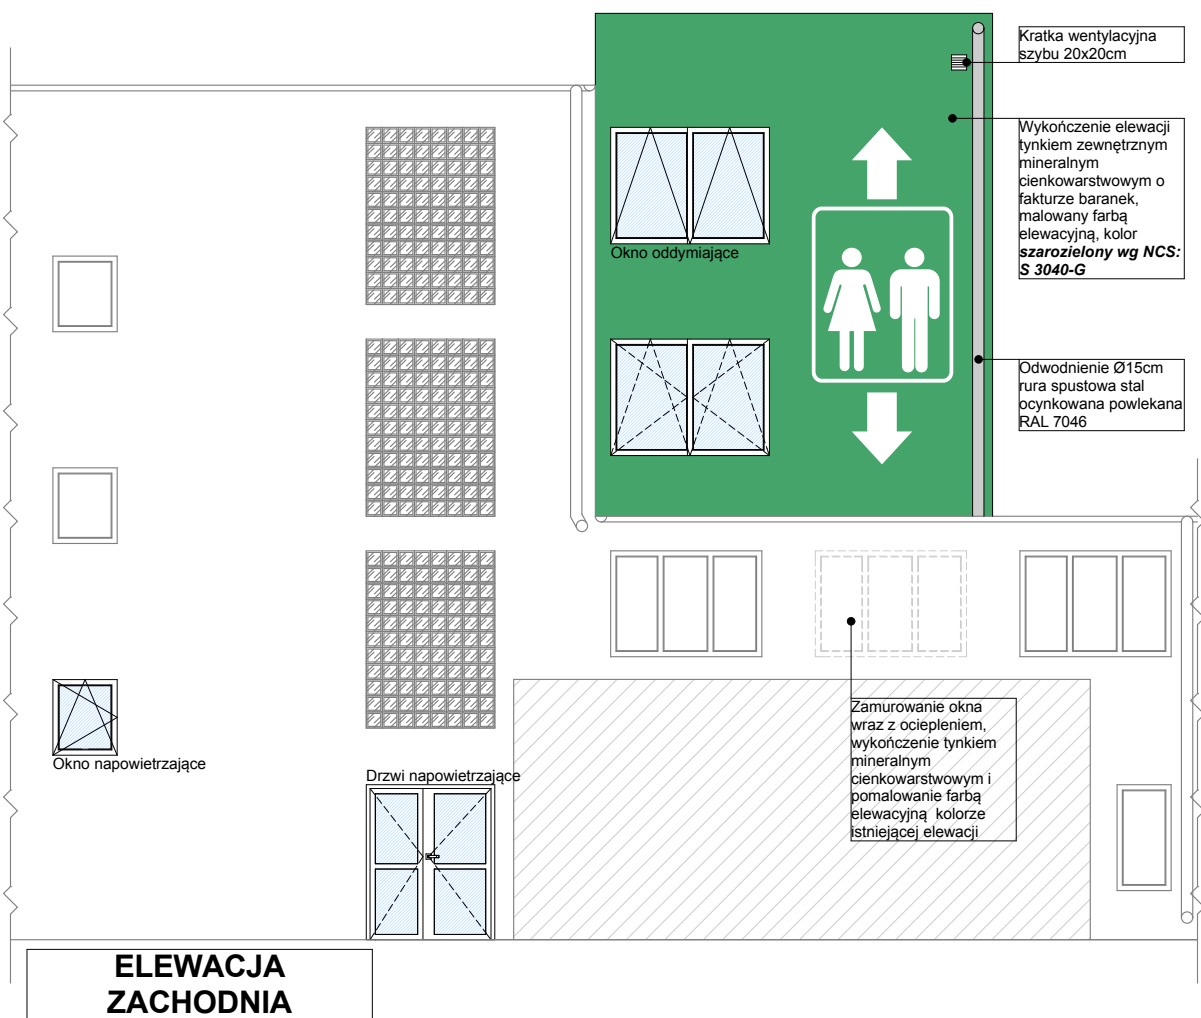 Kratka wentylacyjna
szybu 20x20cm
Wykończenie elewacji
tynkiem zewnętrznym
mineralnym
cienkowarstwowym o
fakturze baranek,
malowany farbą
elewacyjną, kolor
szarozielony wg NCS:
S 3040-G
Okno oddymiające
Odwodnienie Ø15cm
rura spustowa stal
ocynkowana powlekana
RAL 7046
Zamurowanie okna
wraz z ociepleniem,
wykończenie tynkiem
mineralnym
cienkowarstwowym i
pomalowanie farbą
elewacyjną kolorze
istniejącej elewacji
Okno napowietrzające
Drzwi napowietrzające
ELEWACJA
ZACHODNIA